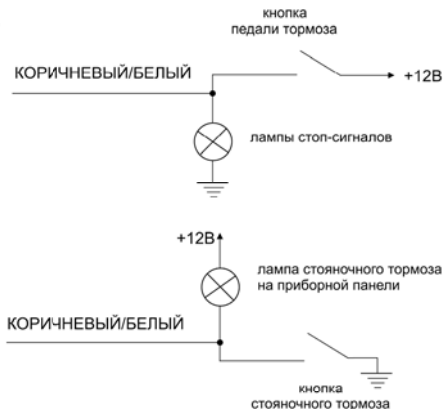 кнопка
педали тормоза
КОРИЧНЕВЫЙ/БЕЛЫЙ
+12В
лампы стоп-сигналов
+12В
лампа стояночного тормоза
на приборной панели
КОРИЧНЕВЫЙ/БЕЛЫЙ
кнопка
стояночного тормоза